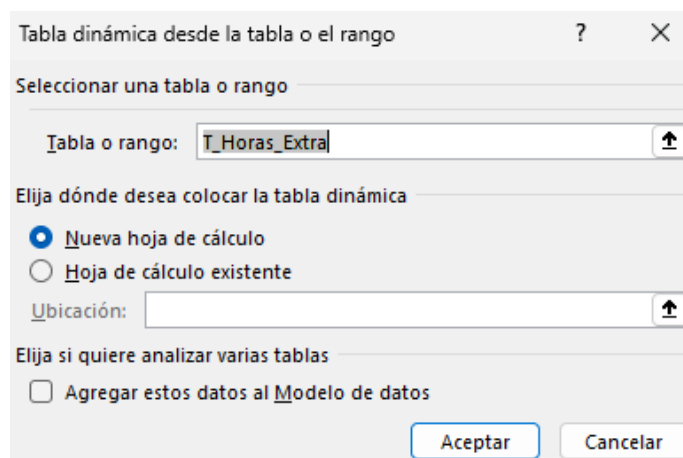 Tabla dinámica desde la tabla o el rango ? ×
Seleccionar una tabla o rango
Tabla o rango: T_Horas_Extra
Elija dónde desea colocar la tabla dinámica
Nueva hoja de cálculo
Hoja de cálculo existente
Ubicación:
Elija si quiere analizar varias tablas
Agregar estos datos al Modelo de datos
Aceptar Cancelar